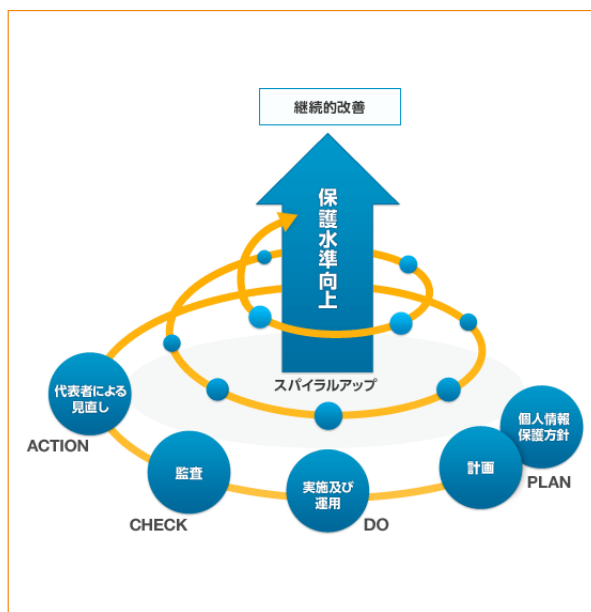 継続的改善
保護水準向上
スパイラルアップ
代表者による
見直し
ACTION
監査
CHECK
実施及び
運用
DO
計画
個人情報
保護方針
PLAN